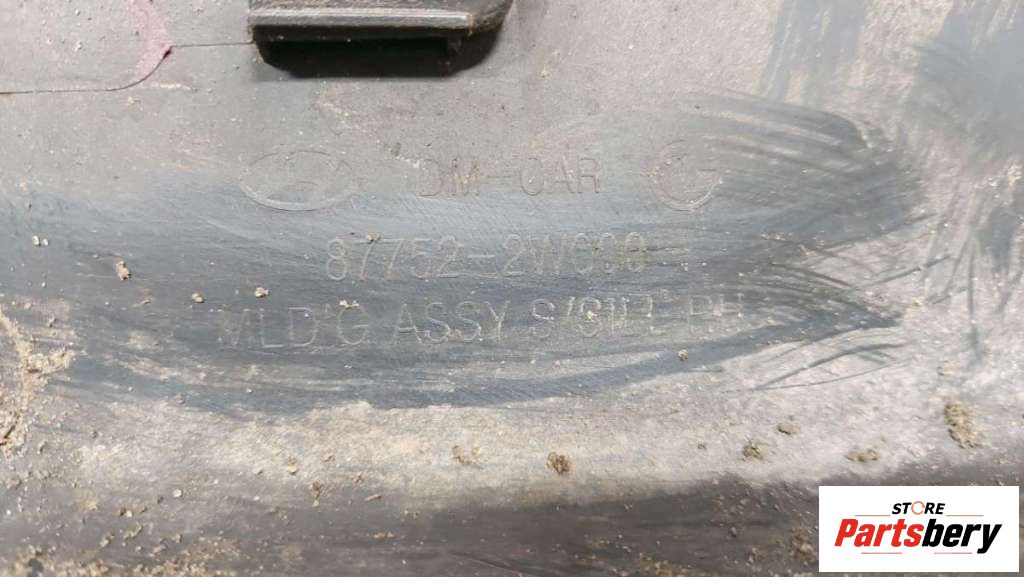 DM-CAR
87752-2W000
MLD'G ASSY S/SILL RH
STORE
Partsbery